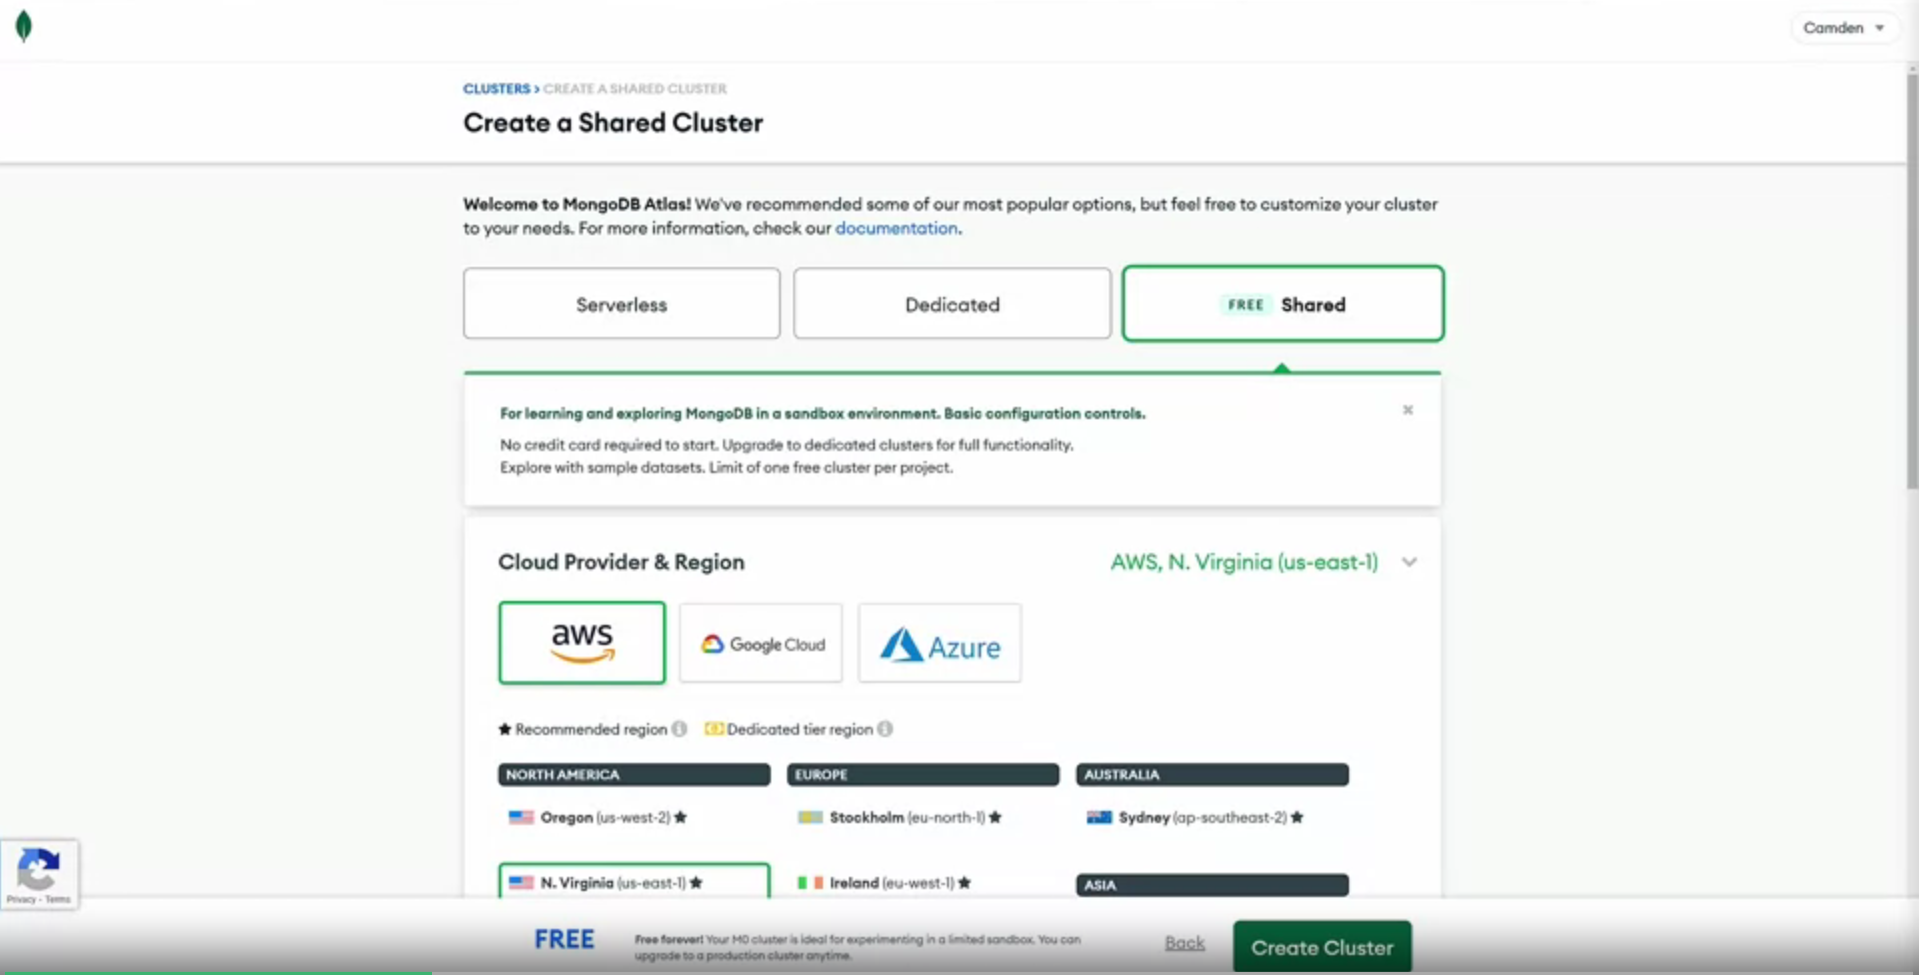 Camden
CLUSTERS > CREATE A SHARED CLUSTER
Create a Shared Cluster
Welcome to MongoDB Atlas! We've recommended some of our most popular options, but feel free to customize your cluster
to your needs. For more information, check our documentation.
Serverless
Dedicated
FREE Shared
For learning and exploring MongoDB in a sandbox environment. Basic configuration controls.
No credit card required to start. Upgrade to dedicated clusters for full functionality.
Explore with sample datasets. Limit of one free cluster per project.
Cloud Provider & Region
AWS, N. Virginia (us-east-1)
aws
Google Cloud
Azure
★ Recommended region
Dedicated tier region
NORTH AMERICA
EUROPE
AUSTRALIA
Oregon (us-west-2) ★
Stockholm (eu-north-1) ★
Sydney (ap-southeast-2) ★
N. Virginia (us-east-1) ★
Ireland (eu-west-1) ★
ASIA
Privacy - Terms
FREE
Free forever! Your M0 cluster is ideal for experimenting in a limited sandbox. You can
upgrade to a production cluster anytime.
Back
Create Cluster